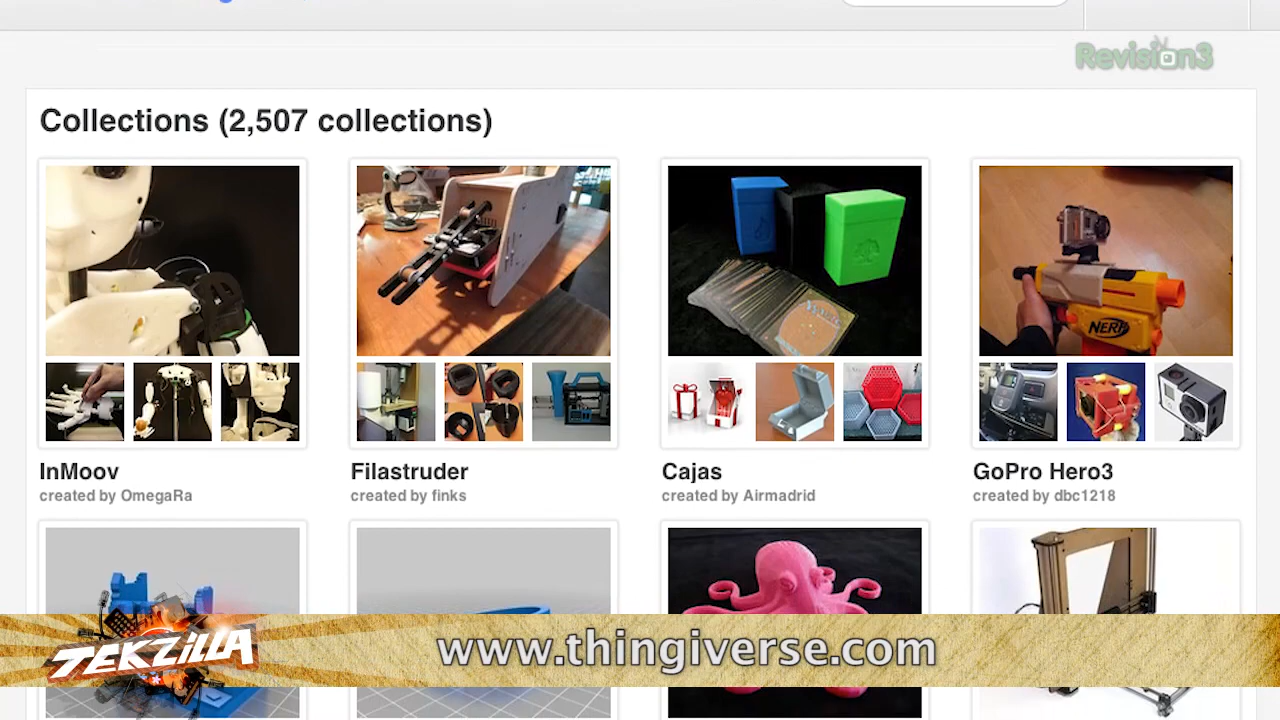 Revision3
Collections (2,507 collections)
NERF
InMoov
created by OmegaRa
Filastruder
created by finks
Cajas
created by Airmadrid
GoPro Hero3
created by dbc1218
TEKZILLA
www.thingiverse.com